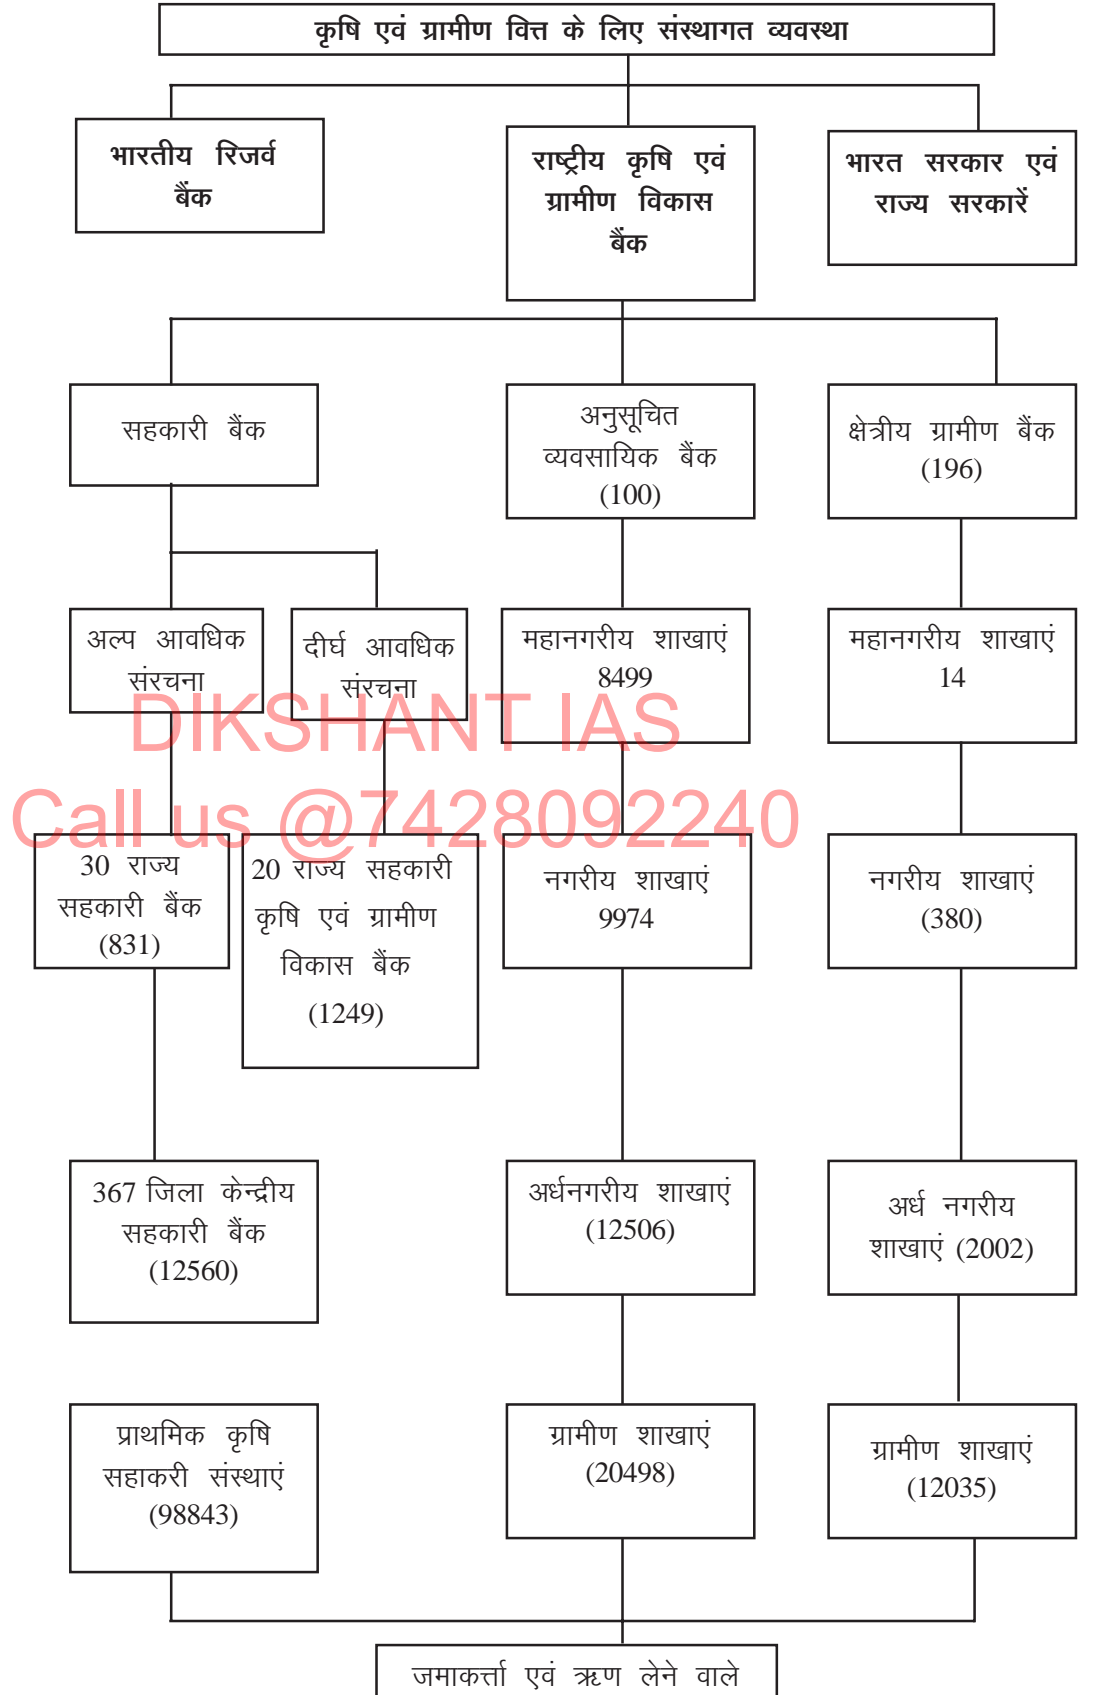 कृषि एवं ग्रामीण वित्त के लिए संस्थागत व्यवस्था
भारतीय रिजर्व
बैंक
राष्ट्रीय कृषि एवं
ग्रामीण विकास
बैंक
भारत सरकार एवं
राज्य सरकारें
सहकारी बैंक
अनुसूचित
व्यवसायिक बैंक
(100)
क्षेत्रीय ग्रामीण बैंक
(196)
अल्प आवधिक
संरचना
दीर्घ आवधिक
संरचना
महानगरीय शाखाएं
8499
महानगरीय शाखाएं
14
DIKSHANT IAS
Call us @7428092240
30 राज्य
सहकारी बैंक
(831)
20 राज्य सहकारी
कृषि एवं ग्रामीण
विकास बैंक
(1249)
नगरीय शाखाएं
9974
नगरीय शाखाएं
(380)
367 जिला केन्द्रीय
सहकारी बैंक
(12560)
अर्धनगरीय शाखाएं
(12506)
अर्ध नगरीय
शाखाएं (2002)
प्राथमिक कृषि
सहाकरी संस्थाएं
(98843)
ग्रामीण शाखाएं
(20498)
ग्रामीण शाखाएं
(12035)
जमाकर्त्ता एवं ऋण लेने वाले